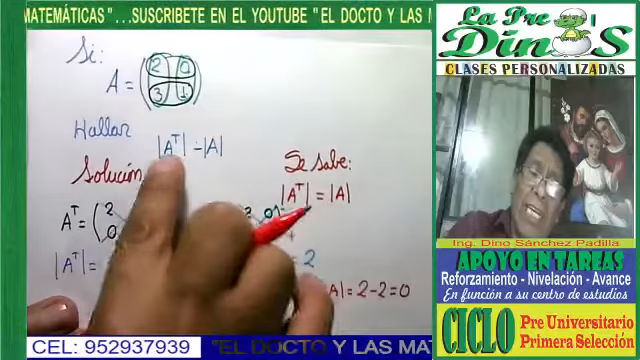 MATEMÁTICAS" ...SUSCRIBETE EN EL YOUTUBE "EL DOCTO Y LAS MA
La Pre
DinoS
CLASES PERSONALIZADAS
Si:
A = (2 0
3 1)
Hallar
|Aᵀ| - |A|
Solución
Se sabe:
|Aᵀ| = |A|
Aᵀ = (2
0
|Aᵀ| =
2
A| = 2 - 2 = 0
Ing. Dino Sánchez Padilla
APOYO EN TAREAS
Reforzamiento - Nivelación - Avance
En función a su centro de estudios
CICLO Pre Universitario
Primera Selección
CEL: 952937939
"EL DOCTO Y LAS MAT